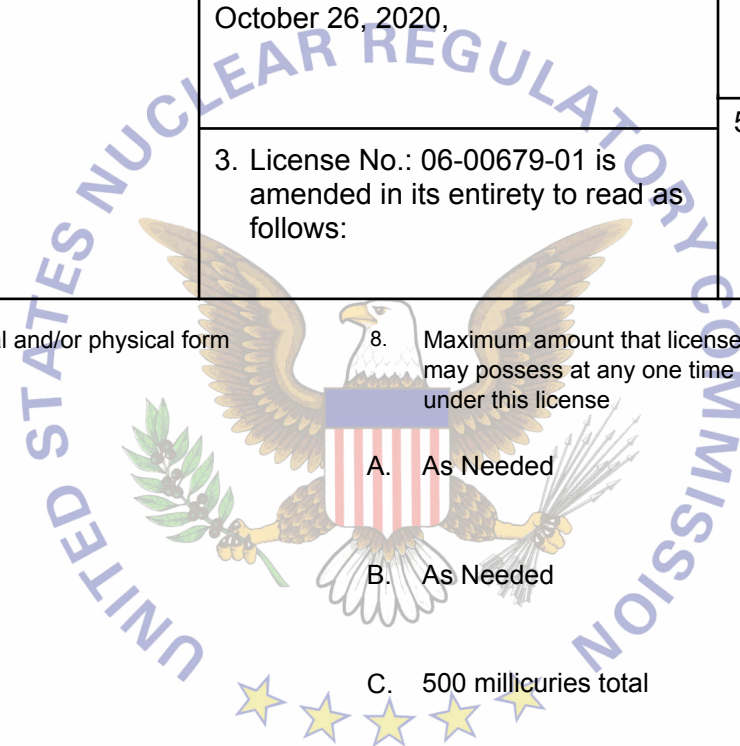 October 26, 2020,
5
3. License No.: 06-00679-01 is
amended in its entirety to read as
follows:
l and/or physical form
8. Maximum amount that license
may possess at any one time
under this license
A. As Needed
B. As Needed
C. 500 millicuries total
UNITED STATES NUCLEAR REGULATORY COMMISSION